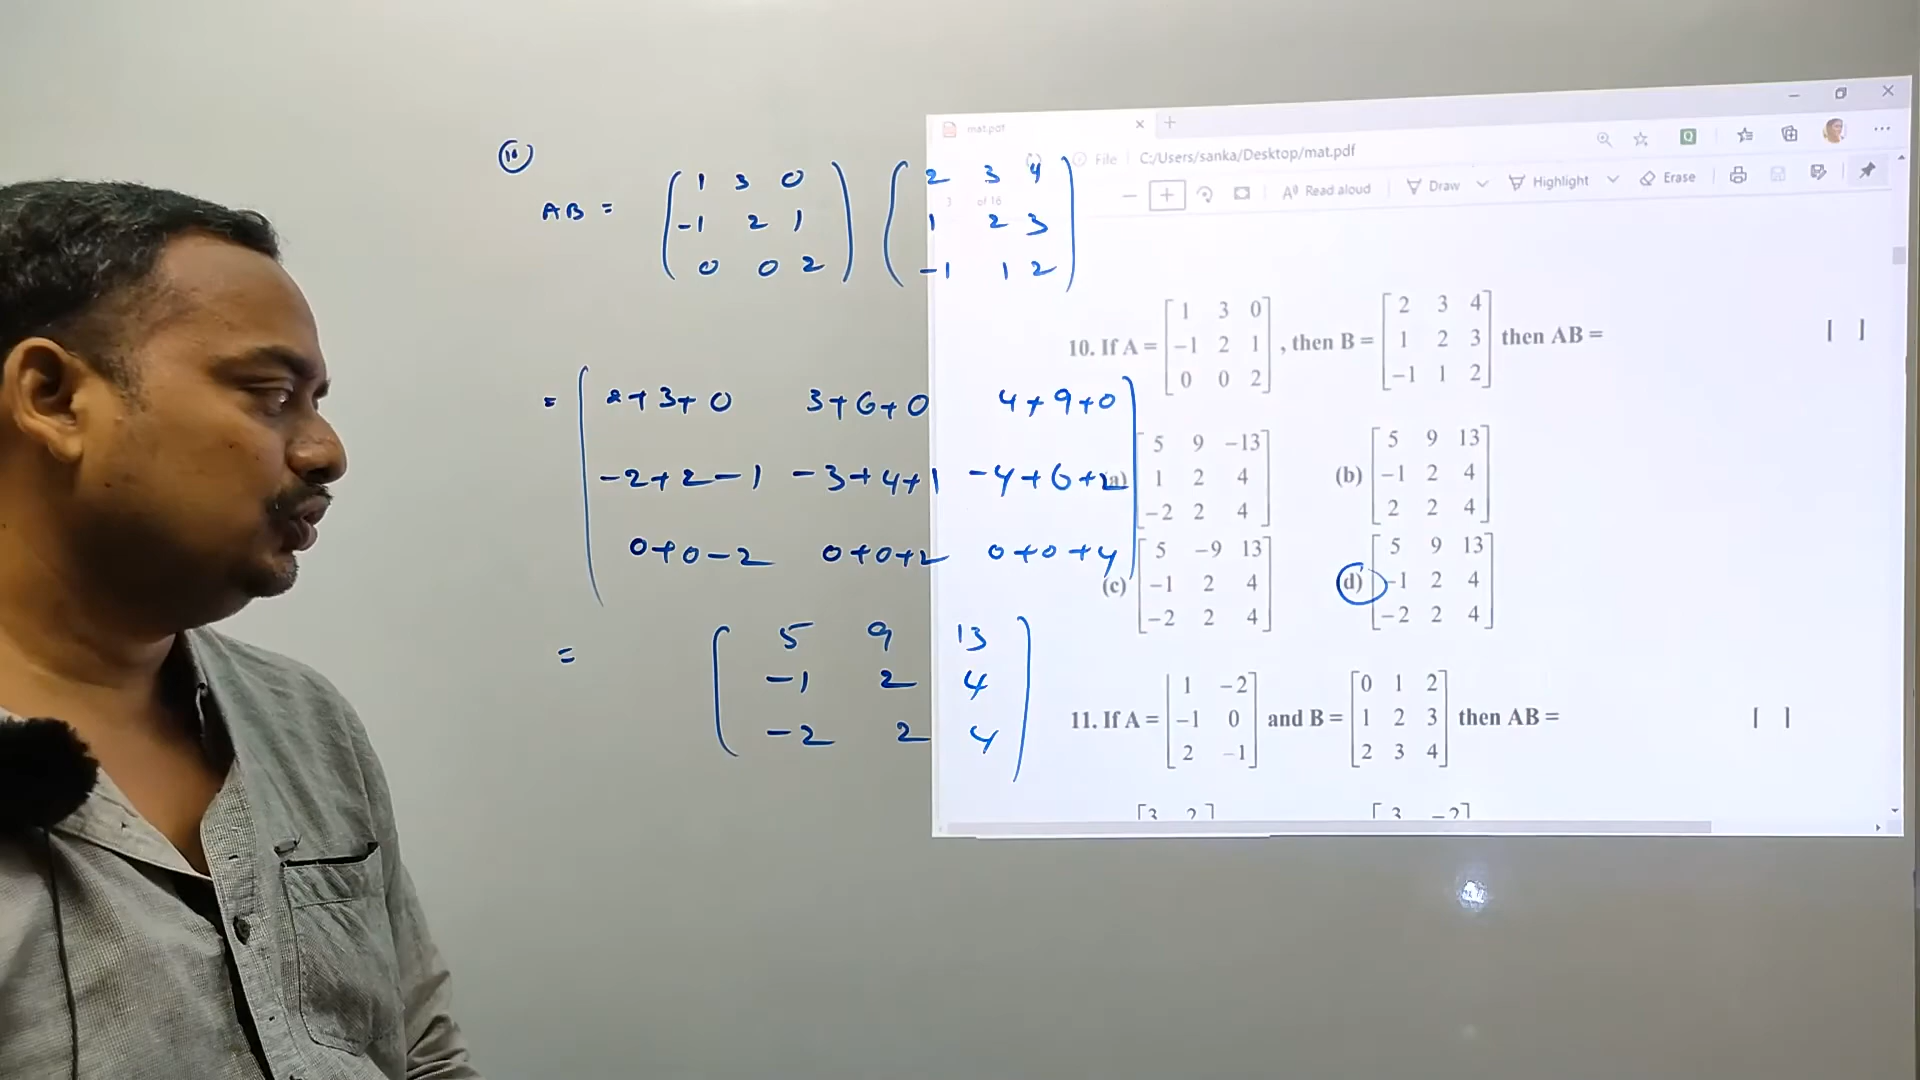 10
AB = ( 1 3 0 ) ( 2 3 4 )
( -1 2 1 ) ( 1 2 3 )
( 0 0 2 ) ( -1 1 2 )
= ( 2+3+0 3+6+0 4+9+0 )
( -2+2-1 -3+4+1 -4+6+2 )
( 0+0-2 0+0+2 0+0+4 )
= ( 5 9 13 )
( -1 2 4 )
( -2 2 4 )
mat.pdf
File C:/Users/sanka/Desktop/mat.pdf
Read aloud Draw Highlight Erase
3 of 16
[ 1 3 0 ] [ 2 3 4 ]
10. If A = [ -1 2 1 ] , then B = [ 1 2 3 ] then AB = [ ]
[ 0 0 2 ] [ -1 1 2 ]
[ 5 9 -13 ] [ 5 9 13 ]
(a) [ 1 2 4 ] (b) [ -1 2 4 ]
[ -2 2 4 ] [ 2 2 4 ]
[ 5 -9 13 ] [ 5 9 13 ]
(c) [ -1 2 4 ] (d) [ -1 2 4 ]
[ -2 2 4 ] [ -2 2 4 ]
[ 1 -2 ] [ 0 1 2 ]
11. If A = [ -1 0 ] and B = [ 1 2 3 ] then AB = [ ]
[ 2 -1 ] [ 2 3 4 ]
[ 3 2 ] [ 3 -2 ]